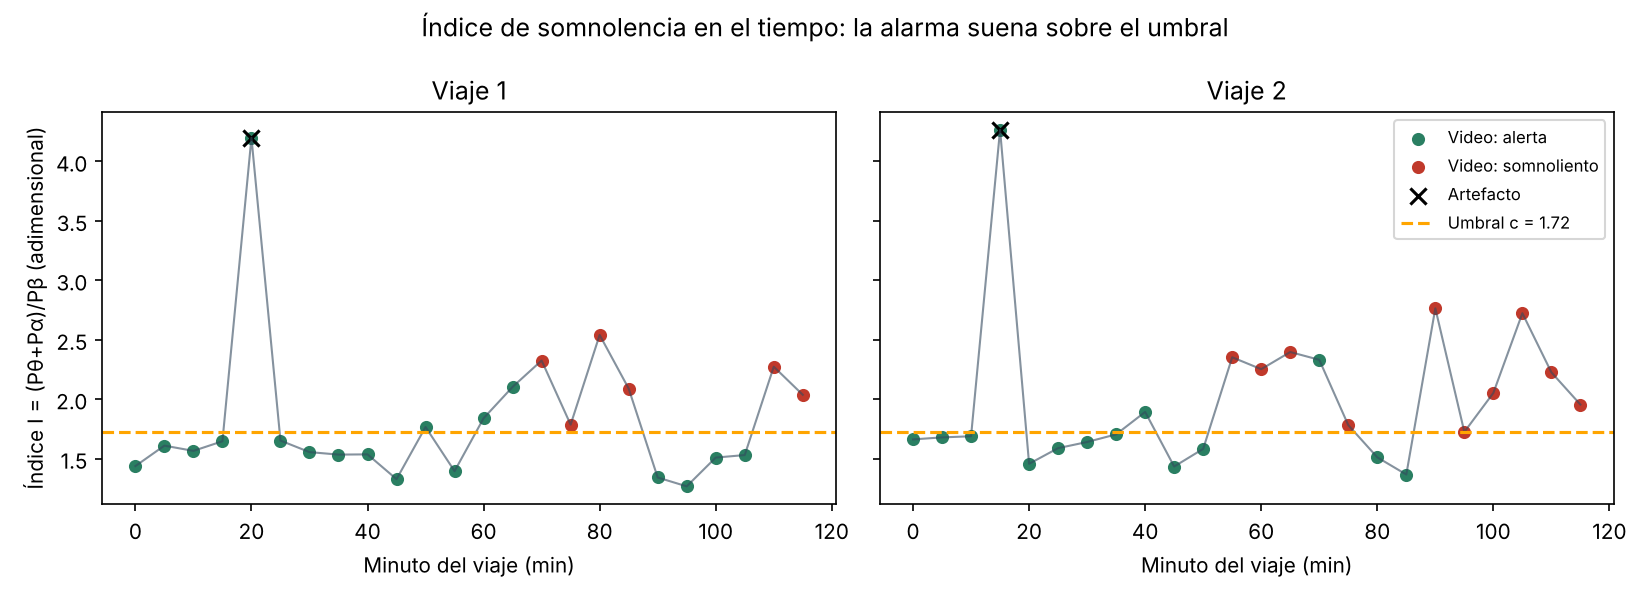 Índice de somnolencia en el tiempo: la alarma suena sobre el umbral
Viaje 1
Índice I = (Pθ+Pα)/Pβ (adimensional)
4.0
3.5
3.0
2.5
2.0
1.5
0 20 40 60 80 100 120
Minuto del viaje (min)
Viaje 2
Video: alerta
Video: somnoliento
Artefacto
Umbral c = 1.72
0 20 40 60 80 100 120
Minuto del viaje (min)